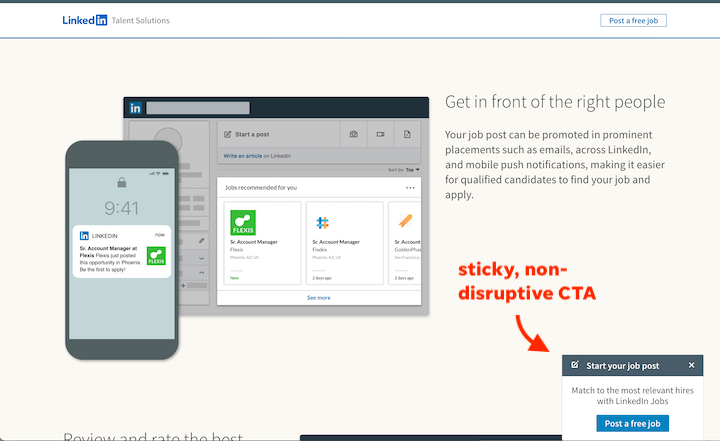 LinkedIn Talent Solutions
Post a free job
Get in front of the right people
Your job post can be promoted in prominent
placements such as emails, across LinkedIn,
and mobile push notifications, making it easier
for qualified candidates to find your job and
apply.
in
Start a post
Write an article on LinkedIn
Sort by: Top
Jobs recommended for you
Sr. Account Manager
Flexis
Phoenix, AZ, US
Now
Sr. Account Manager
Fixdex
Phoenix, AZ, US
2 days ago
Sr. Account
GoldenPha
San Francisco,
2 days ago
See more
FLEXIS
9:41
in LINKEDIN now
Sr. Account Manager at
Flexis Flexis just posted
this opportunity in Phoenix.
Be the first to apply!
FLEXIS
sticky, non-
disruptive CTA
Start your job post
Match to the most relevant hires
with LinkedIn Jobs
Post a free job
Review and rate the best